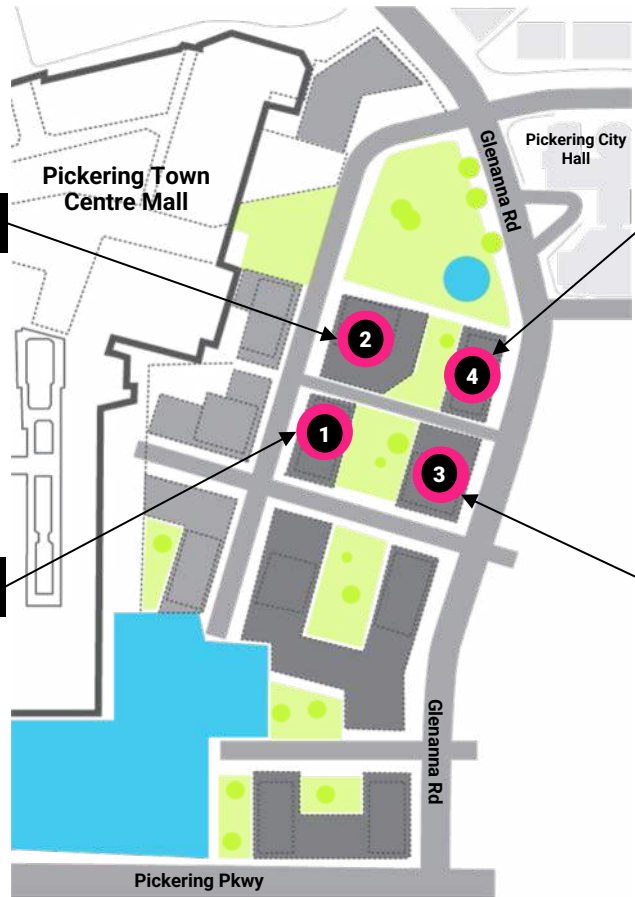 Pickering Town
Centre Mall
Glenanna Rd
Pickering City
Hall
2
4
1
3
Glenanna Rd
Pickering Pkwy